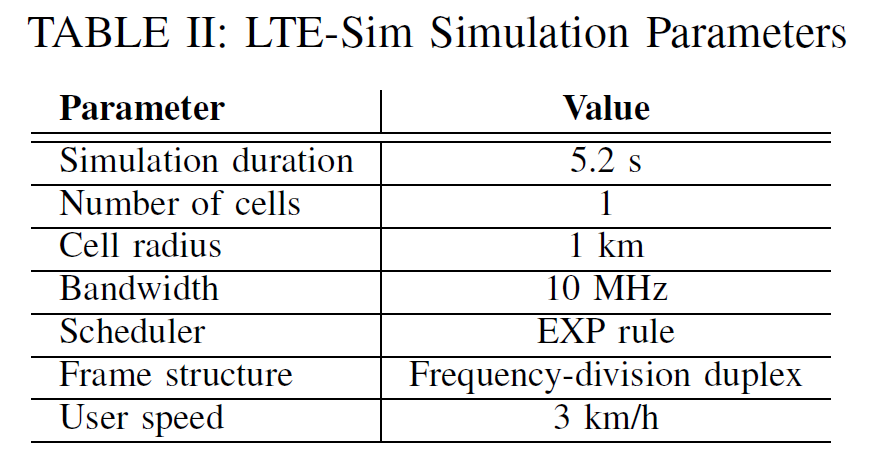 TABLE II: LTE-Sim Simulation Parameters
Parameter Value
Simulation duration 5.2 s
Number of cells 1
Cell radius 1 km
Bandwidth 10 MHz
Scheduler EXP rule
Frame structure Frequency-division duplex
User speed 3 km/h